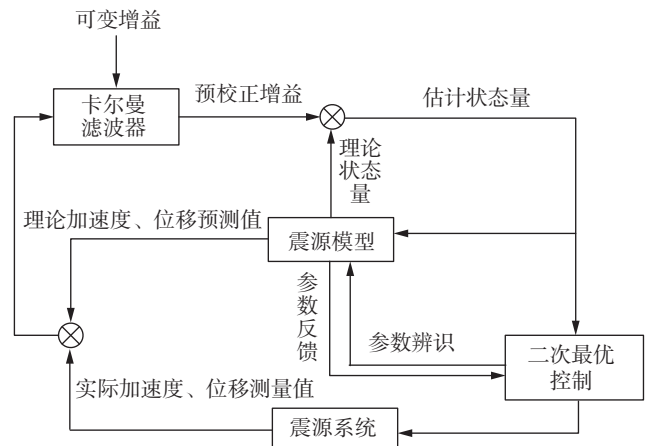 可变增益
卡尔曼
滤波器
预校正增益
估计状态量
理论
状态
量
理论加速度、位移预测值
震源模型
参
数
反
馈
参数辨识
二次最优
控制
实际加速度、位移测量值
震源系统